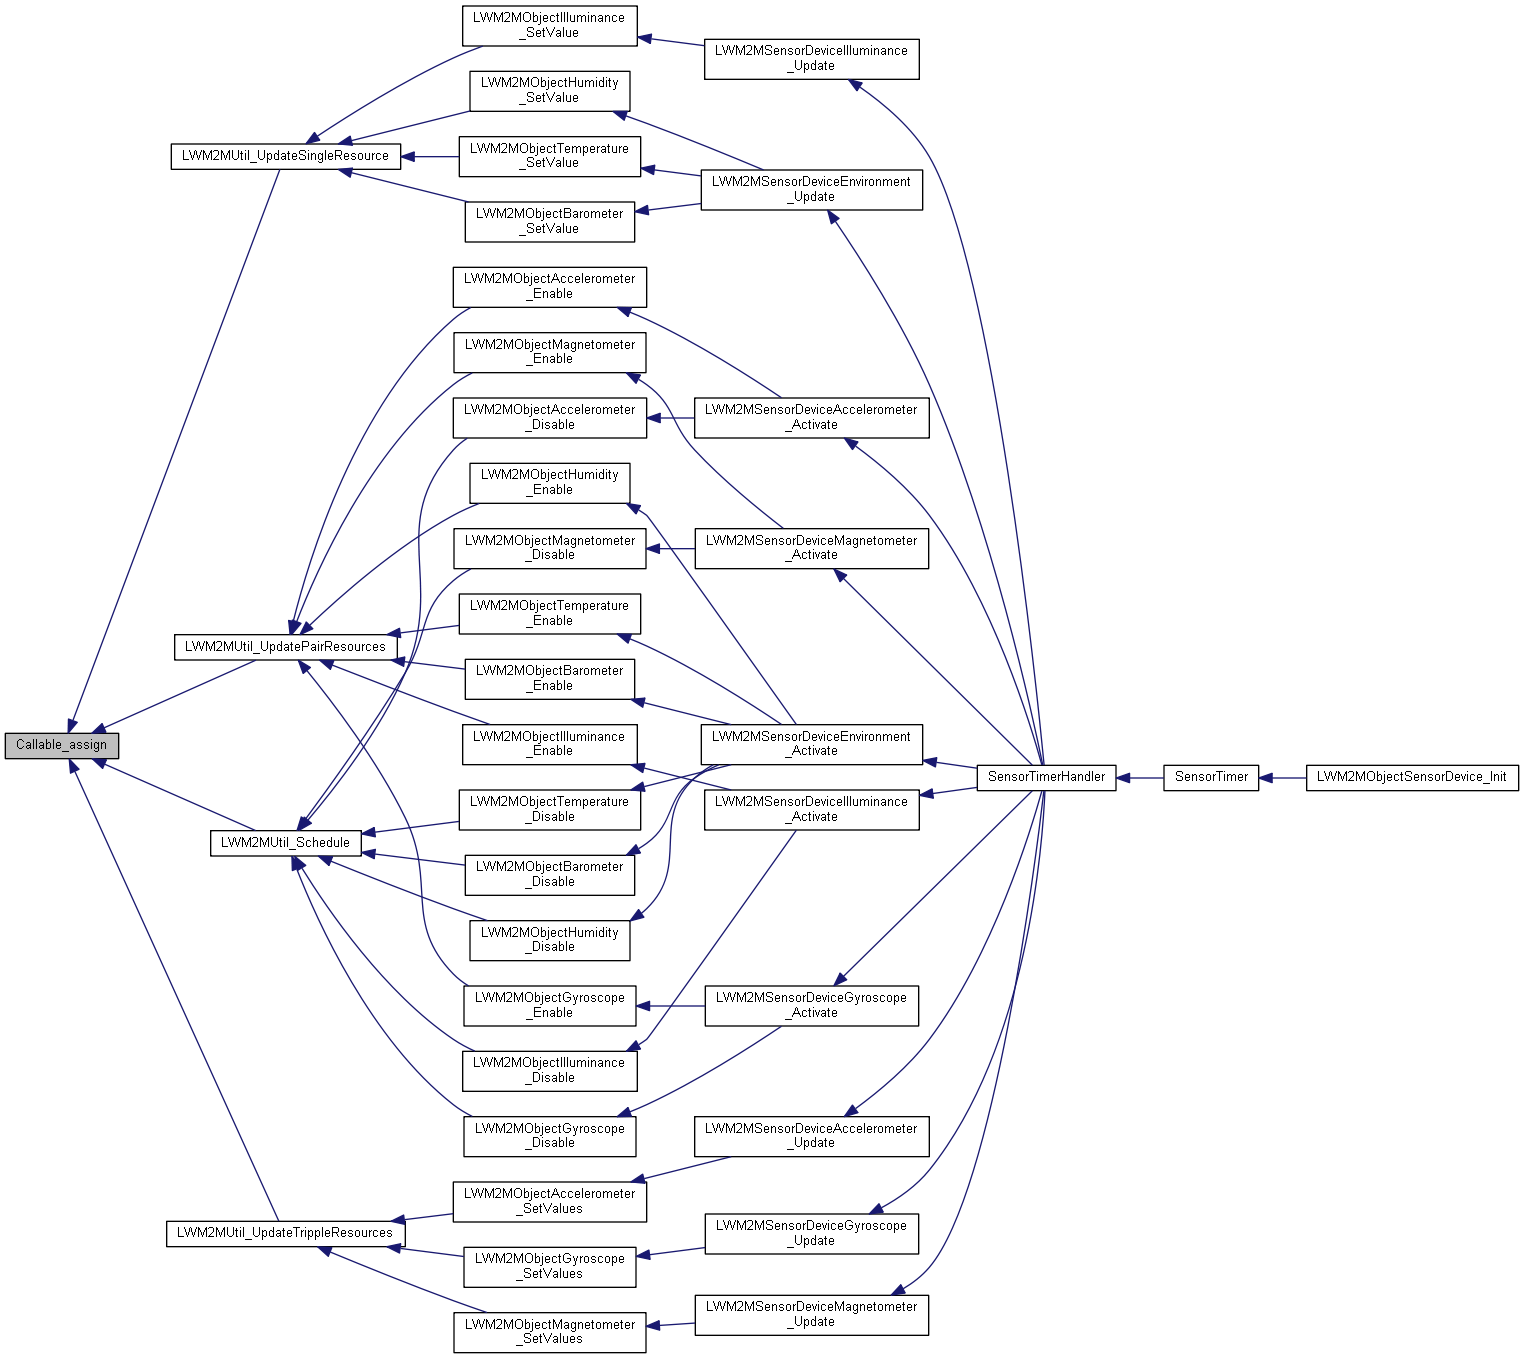 LWM2MObjectIlluminance
_SetValue
LWM2MSensorDeviceIlluminance
_Update
LWM2MObjectHumidity
_SetValue
LWM2MUtil_UpdateSingleResource
LWM2MObjectTemperature
_SetValue
LWM2MSensorDeviceEnvironment
_Update
LWM2MObjectBarometer
_SetValue
LWM2MObjectAccelerometer
_Enable
LWM2MObjectMagnetometer
_Enable
LWM2MObjectAccelerometer
_Disable
LWM2MSensorDeviceAccelerometer
_Activate
LWM2MObjectHumidity
_Enable
LWM2MObjectMagnetometer
_Disable
LWM2MSensorDeviceMagnetometer
_Activate
LWM2MObjectTemperature
_Enable
LWM2MUtil_UpdatePairResources
LWM2MObjectBarometer
_Enable
Callable_assign
LWM2MObjectIlluminance
_Enable
LWM2MSensorDeviceEnvironment
_Activate
SensorTimerHandler
SensorTimer
LWM2MObjectSensorDevice_Init
LWM2MObjectTemperature
_Disable
LWM2MSensorDeviceIlluminance
_Activate
LWM2MUtil_Schedule
LWM2MObjectBarometer
_Disable
LWM2MObjectHumidity
_Disable
LWM2MObjectGyroscope
_Enable
LWM2MSensorDeviceGyroscope
_Activate
LWM2MObjectIlluminance
_Disable
LWM2MObjectGyroscope
_Disable
LWM2MSensorDeviceAccelerometer
_Update
LWM2MObjectAccelerometer
_SetValues
LWM2MUtil_UpdateTrippleResources
LWM2MSensorDeviceGyroscope
_Update
LWM2MObjectGyroscope
_SetValues
LWM2MSensorDeviceMagnetometer
_Update
LWM2MObjectMagnetometer
_SetValues